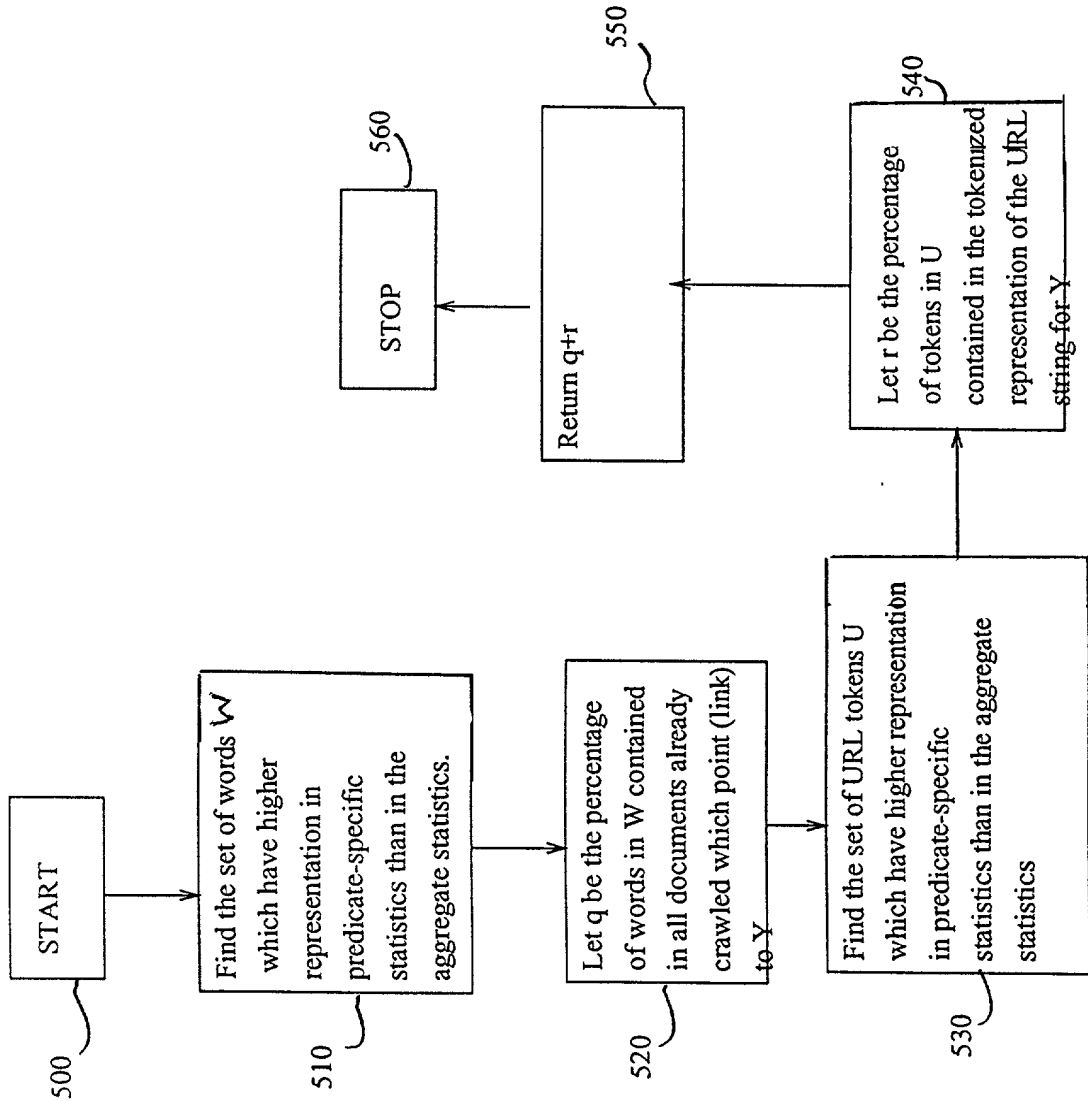 START
500
Find the set of words W
which have higher
representation in
predicate-specific
statistics than in the
aggregate statistics.
510
Let q be the percentage
of words in W contained
in all documents already
crawled which point (link)
to Y
520
Find the set of URL tokens U
which have higher representation
in predicate-specific
statistics than in the aggregate
statistics
530
Let r be the percentage
of tokens in U
contained in the tokenized
representation of the URL
string for Y
540
Return q+r
550
STOP
560